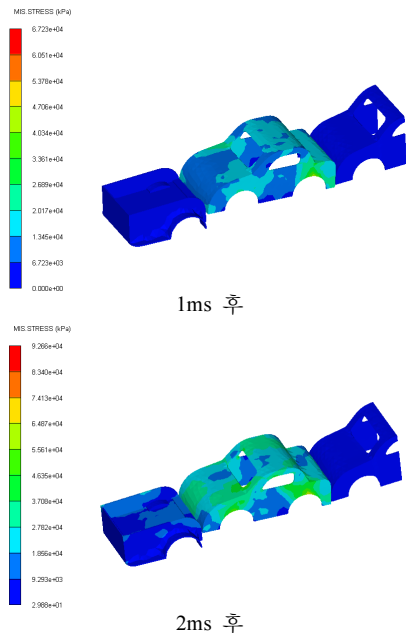 MIS.STRESS (kPa)
6.723e+04
6.051e+04
5.378e+04
4.706e+04
4.034e+04
3.361e+04
2.689e+04
2.017e+04
1.345e+04
6.723e+03
0.000e+00
1ms 후
MIS.STRESS (kPa)
9.266e+04
8.340e+04
7.413e+04
6.487e+04
5.561e+04
4.635e+04
3.708e+04
2.782e+04
1.856e+04
9.293e+03
2.988e+01
2ms 후